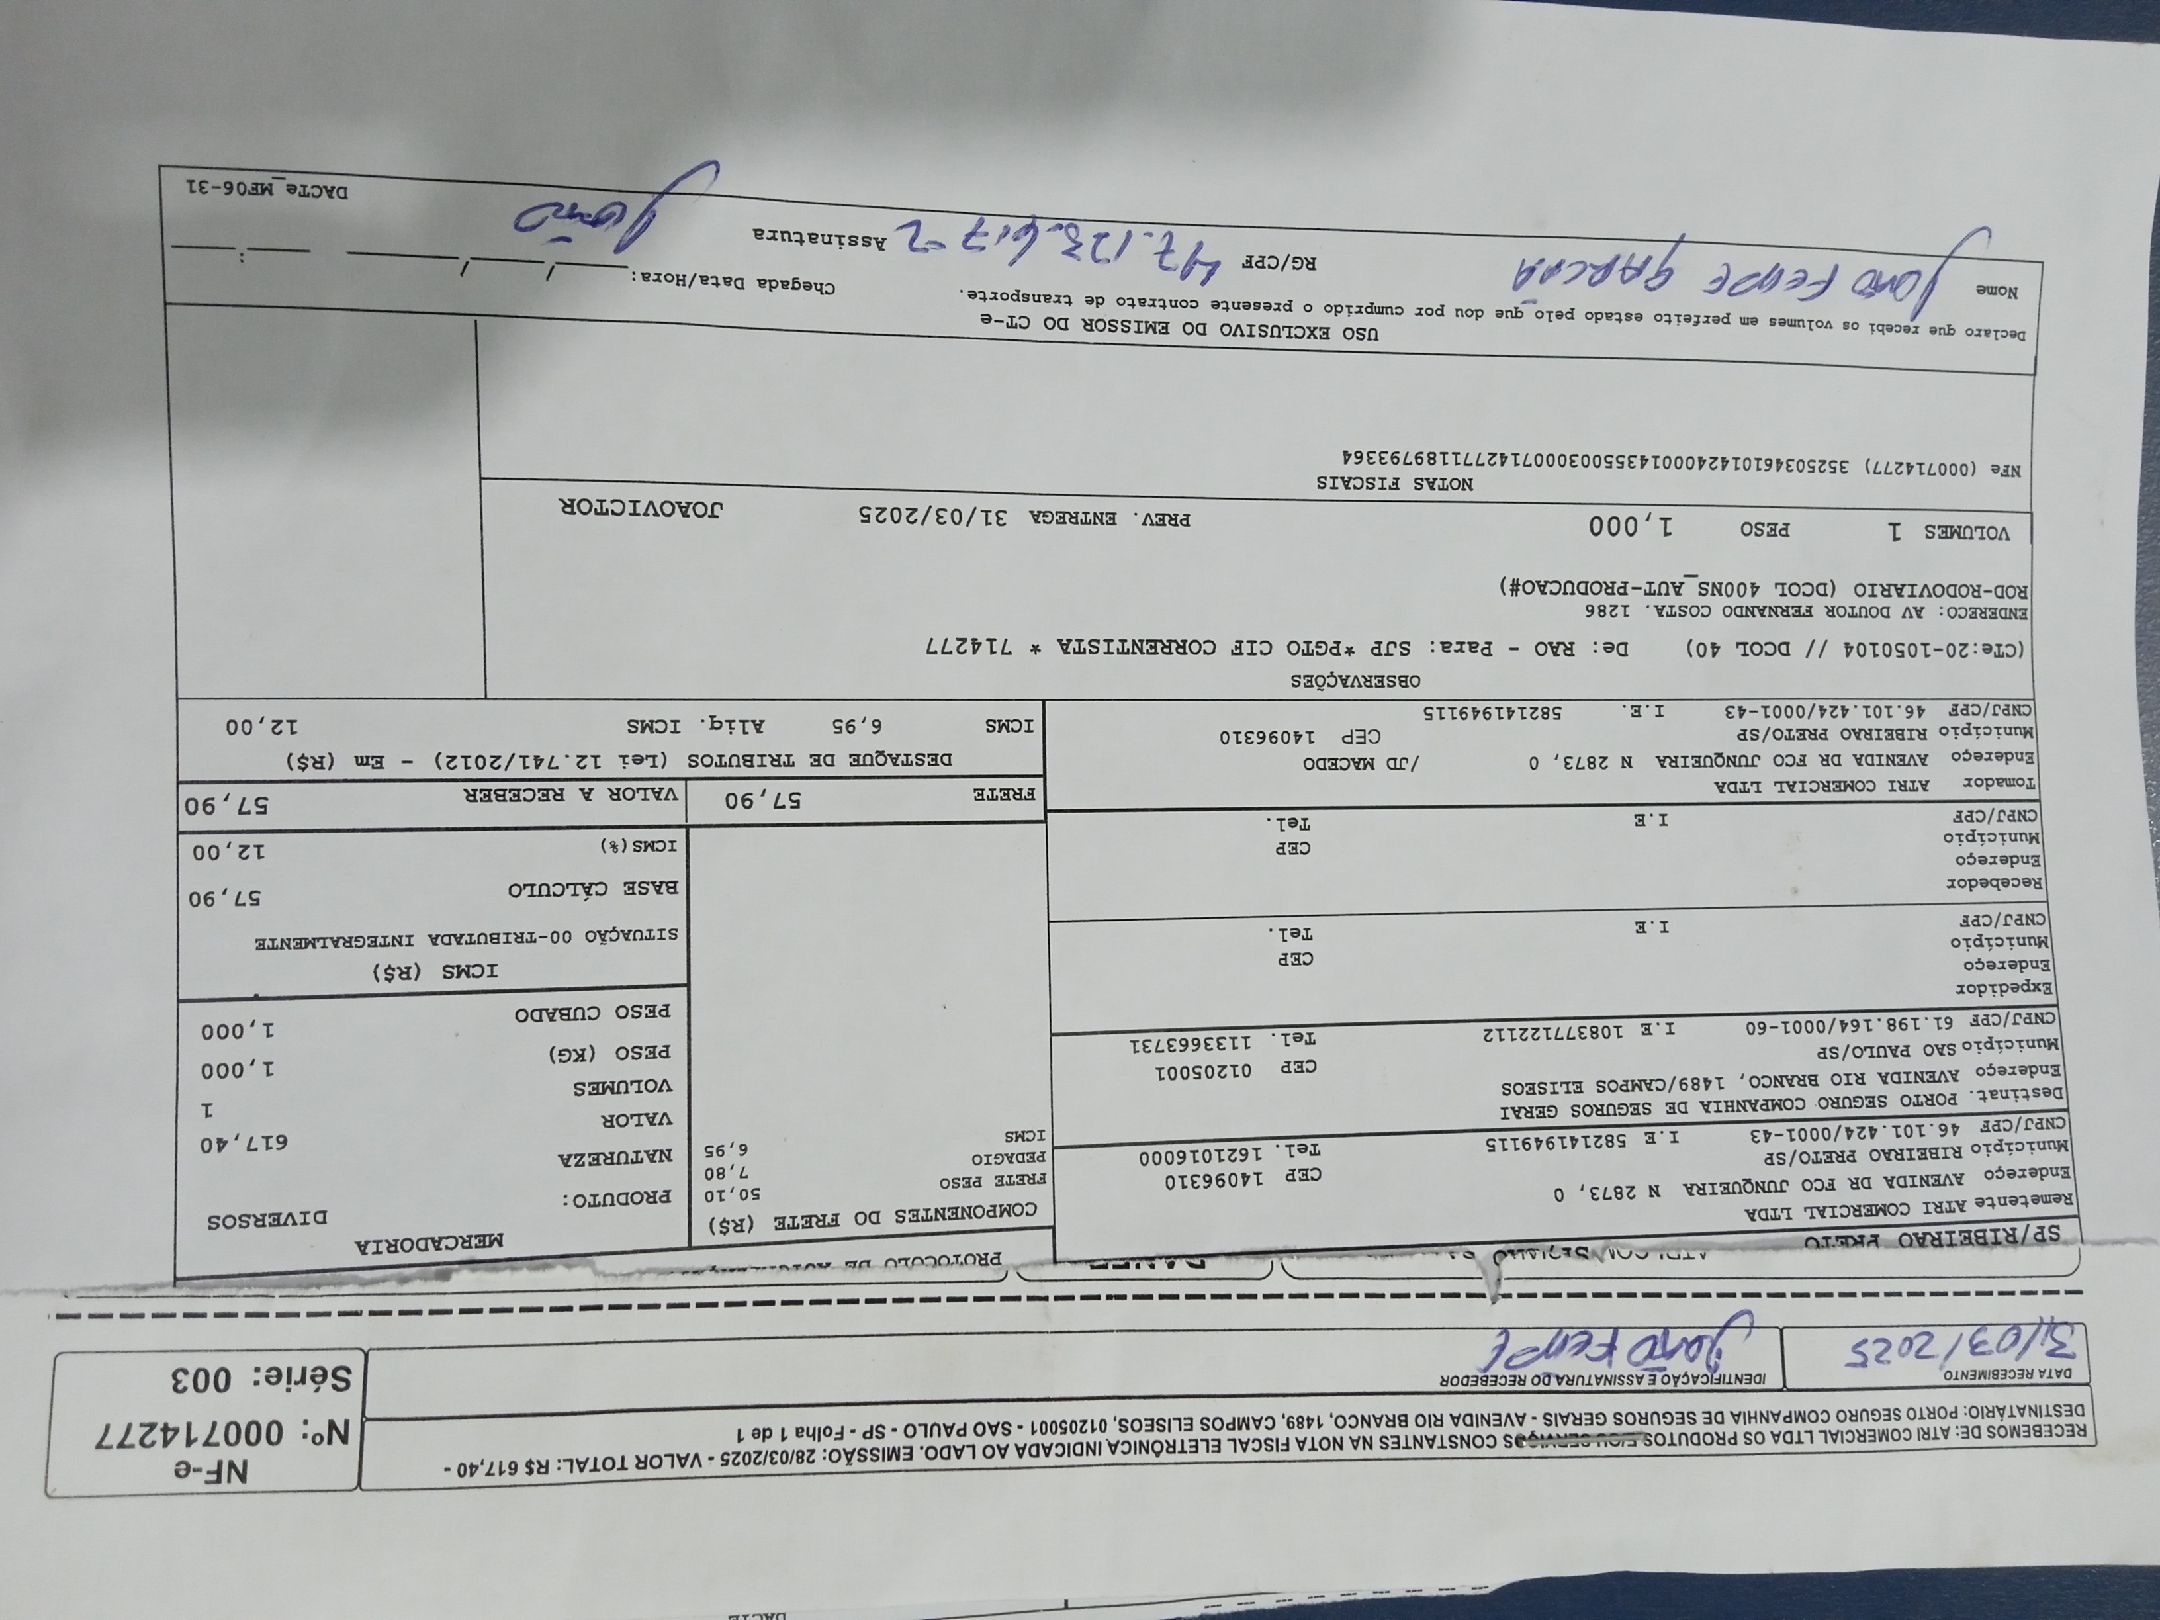 RECEBEMOS DE: ATRI COMERCIAL LTDA OS PRODUTOS E/OU SERVIÇOS CONSTANTES NA NOTA FISCAL ELETRÔNICA INDICADA AO LADO. EMISSÃO: 28/03/2025 - VALOR TOTAL: R$ 617,40 -
DESTINATÁRIO: PORTO SEGURO COMPANHIA DE SEGUROS GERAIS - AVENIDA RIO BRANCO, 1489, CAMPOS ELISEOS, 01205001 - SAO PAULO - SP - Folha 1 de 1
NF-e
Nº: 000714277
Série: 003
DATA RECEBIMENTO
31/03/2025
IDENTIFICAÇÃO E ASSINATURA DO RECEBEDOR
João Felipe
PROTOCOLO DE
SP/RIBEIRAO PRETO
Remetente ATRI COMERCIAL LTDA
Endereço AVENIDA DR FCO JUNQUEIRA N 2873, 0
Município RIBEIRAO PRETO/SP CEP 14096310
CNPJ/CPF 46.101.424/0001-43 I.E 582141949115 Tel. 1621016000
Destinat. PORTO SEGURO COMPANHIA DE SEGUROS GERAI
Endereço AVENIDA RIO BRANCO, 1489/CAMPOS ELISEOS
Município SAO PAULO/SP CEP 01205001
CNPJ/CPF 61.198.164/0001-60 I.E 108377122112 Tel. 1133663731
Expedidor
Endereço
Município CEP
CNPJ/CPF I.E Tel.
Recebedor
Endereço
Município CEP
CNPJ/CPF I.E Tel.
Tomador ATRI COMERCIAL LTDA
Endereço AVENIDA DR FCO JUNQUEIRA N 2873, 0 /JD MACEDO
Município RIBEIRAO PRETO/SP CEP 14096310
CNPJ/CPF 46.101.424/0001-43 I.E. 582141949115
COMPONENTES DO FRETE (R$)
FRETE PESO 50,10
PEDAGIO 7,80
ICMS 6,95
MERCADORIA
PRODUTO: DIVERSOS
NATUREZA
VALOR 617,40
VOLUMES 1
PESO (KG) 1,000
PESO CUBADO 1,000
ICMS (R$)
SITUAÇÃO 00-TRIBUTADA INTEGRALMENTE
BASE CÁLCULO 57,90
ICMS(%) 12,00
FRETE 57,90 VALOR A RECEBER 57,90
DESTAQUE DE TRIBUTOS (Lei 12.741/2012) - Em (R$)
ICMS 6,95 Aliq. ICMS 12,00
OBSERVAÇÕES
(CTe:20-1050104 // DCOL 40) De: RAO - Para: SJP *PGTO CIF CORRENTISTA * 714277
ENDERECO: AV DOUTOR FERNANDO COSTA. 1286
ROD-RODOVIARIO (DCOL 400NS_AUT-PRODUCAO#)
VOLUMES 1 PESO 1,000 PREV. ENTREGA 31/03/2025 JOAOVICTOR
NOTAS FISCAIS
NFe (000714277) 35250346101424000143550030007142771189793364
USO EXCLUSIVO DO EMISSOR DO CT-e
Declaro que recebi os volumes em perfeito estado pelo que dou por cumprido o presente contrato de transporte.
Chegada Data/Hora: ____/____/____ ____:____
Nome João Felipe Garcia RG/CPF 47.123.617-2 Assinatura João
DACTe_MF06-31